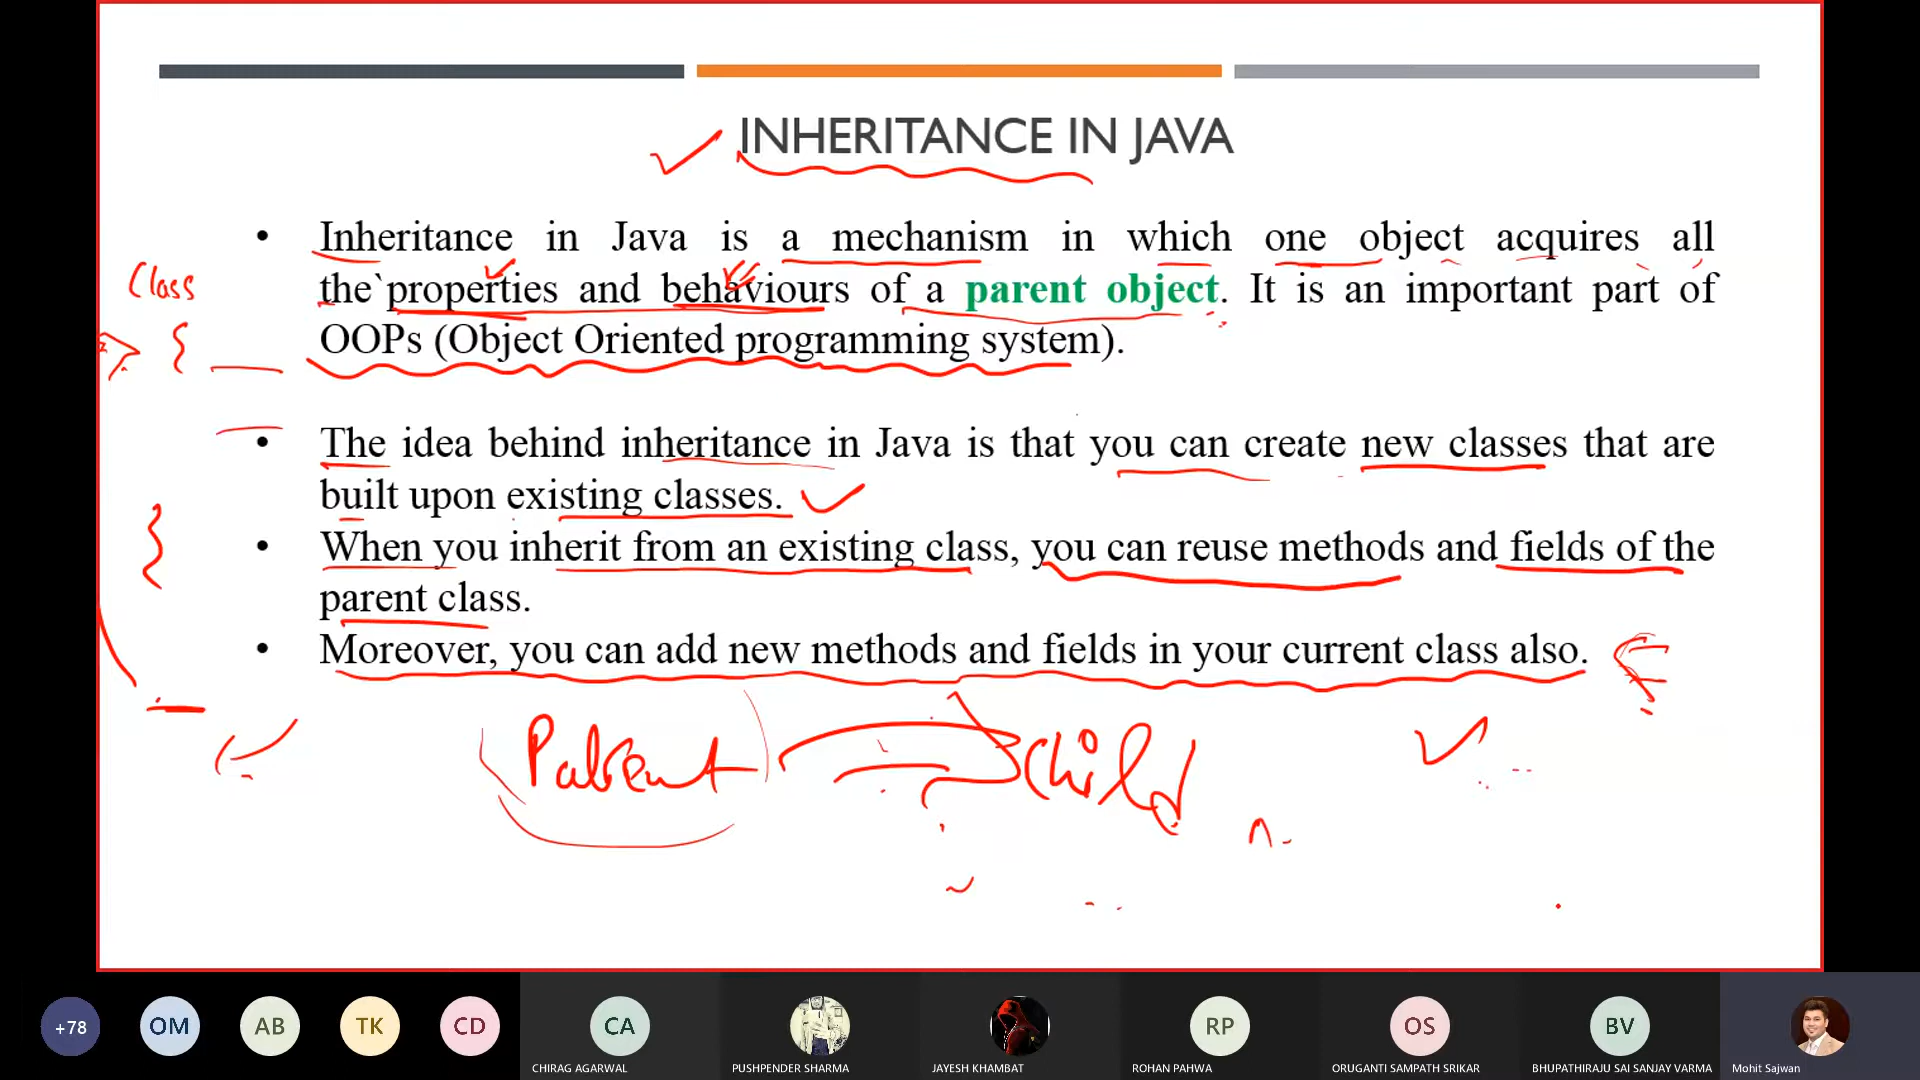 INHERITANCE IN JAVA
• Inheritance in Java is a mechanism in which one object acquires all
the`properties and behaviours of a parent object. It is an important part of
OOPs (Object Oriented programming system).
Class
{
• The idea behind inheritance in Java is that you can create new classes that are
built upon existing classes.
}
• When you inherit from an existing class, you can reuse methods and fields of the
parent class.
• Moreover, you can add new methods and fields in your current class also.
Parent Child
+78 OM AB TK CD CA RP OS BV
CHIRAG AGARWAL PUSHPENDER SHARMA JAYESH KHAMBAT ROHAN PAHWA ORUGANTI SAMPATH SRIKAR BHUPATHIRAJU SAI SANJAY VARMA Mohit Sajwan